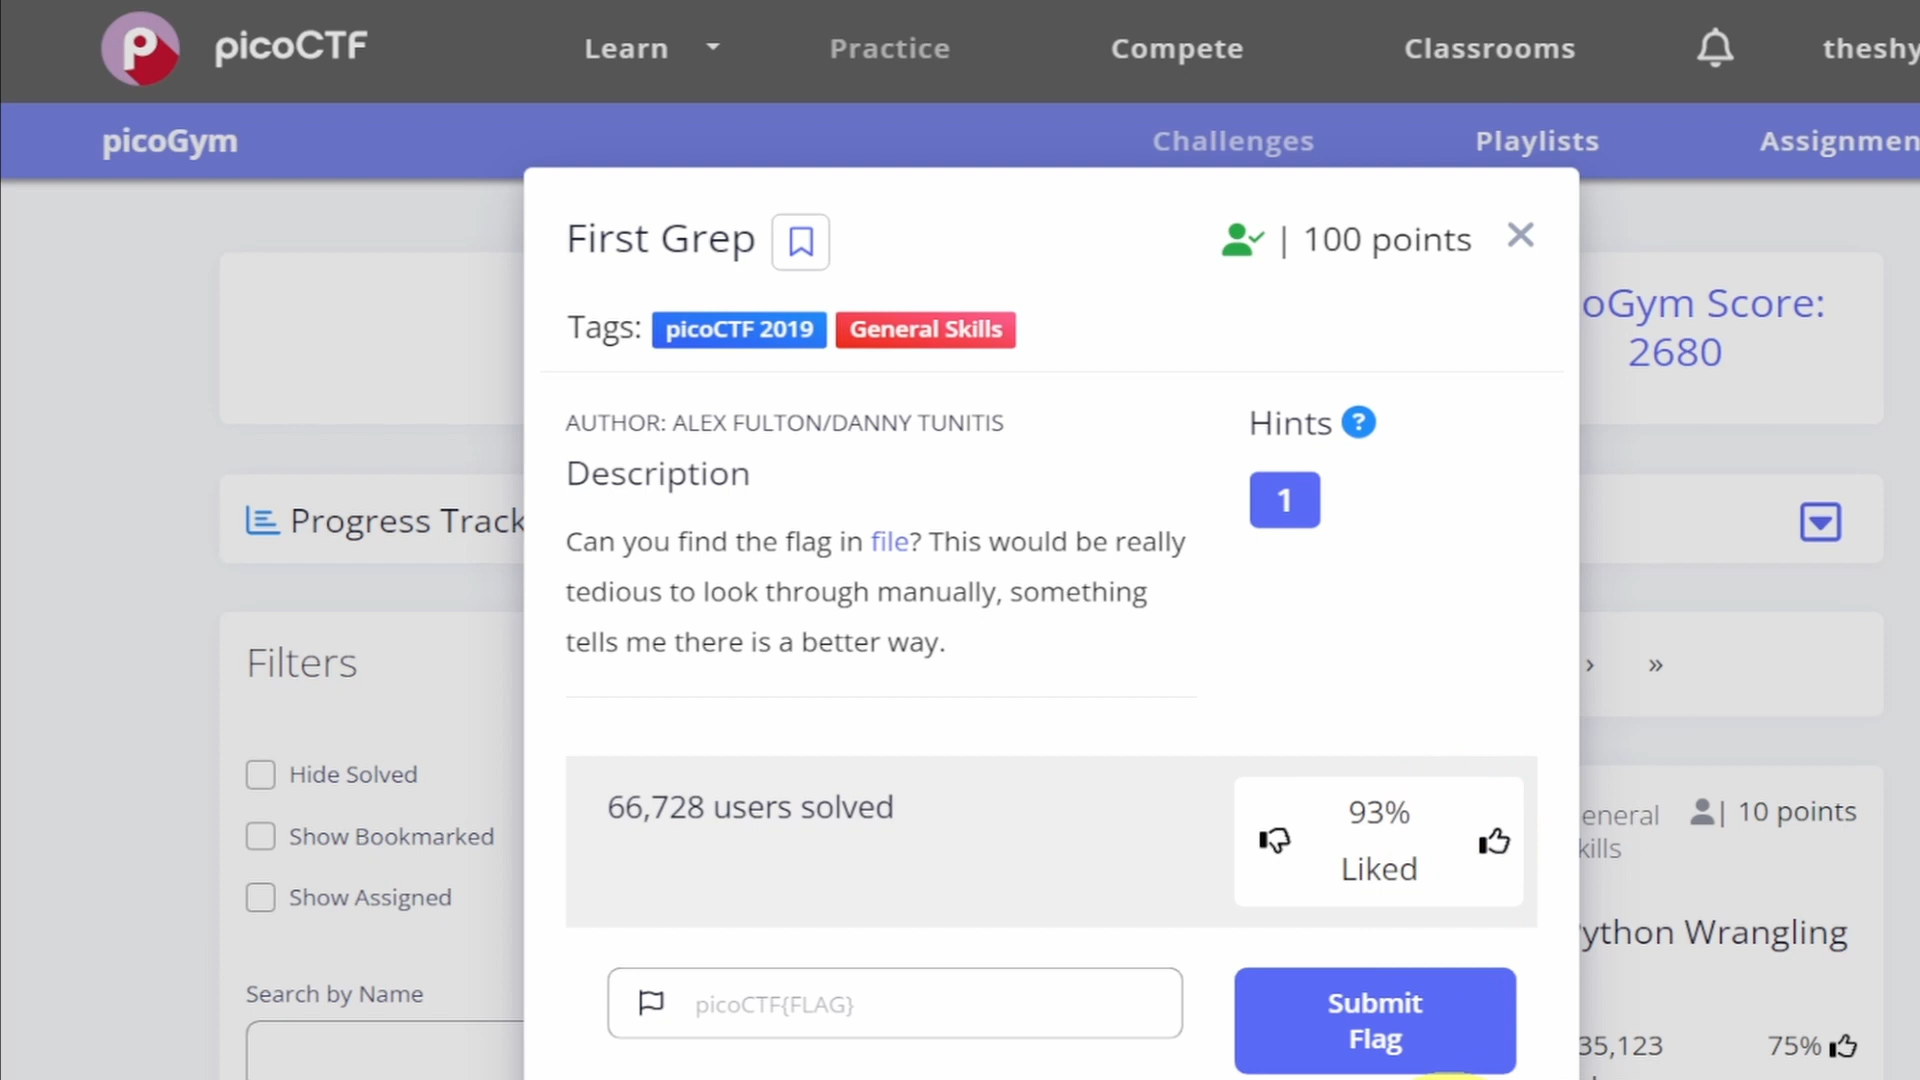 picoCTF
Learn
Practice
Compete
Classrooms
theshy
picoGym
Challenges
Playlists
Assignmen
First Grep
| 100 points
Tags: picoCTF 2019 General Skills
oGym Score:
2680
AUTHOR: ALEX FULTON/DANNY TUNITIS
Hints ?
1
Description
Can you find the flag in file? This would be really
tedious to look through manually, something
tells me there is a better way.
Progress Track
Filters
Hide Solved
Show Bookmarked
Show Assigned
Search by Name
66,728 users solved
93%
Liked
picoCTF{FLAG}
Submit
Flag
› »
eneral
kills
| 10 points
ython Wrangling
35,123
75%